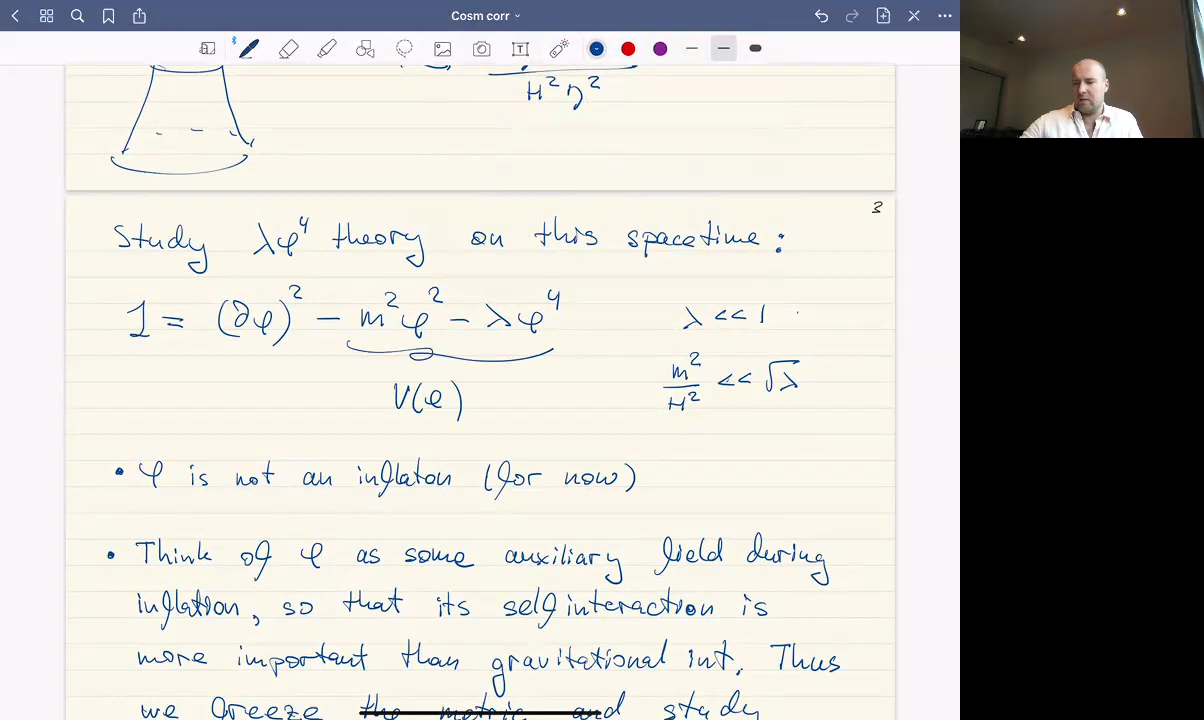 Cosm corr
H² η²
3
Study λφ⁴ theory on this spacetime:
L = (∂φ)² − m²φ² − λφ⁴
λ << 1
m²/H² << √λ
V(φ)
• φ is not an inflaton (for now)
• Think of φ as some auxiliary field during
inflation, so that its self interaction is
more important than gravitational int. Thus
we freeze the metric and study